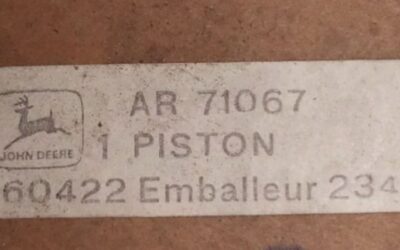 AR 71067
JOHN DEERE 1 PISTON
60422 Emballeur 234